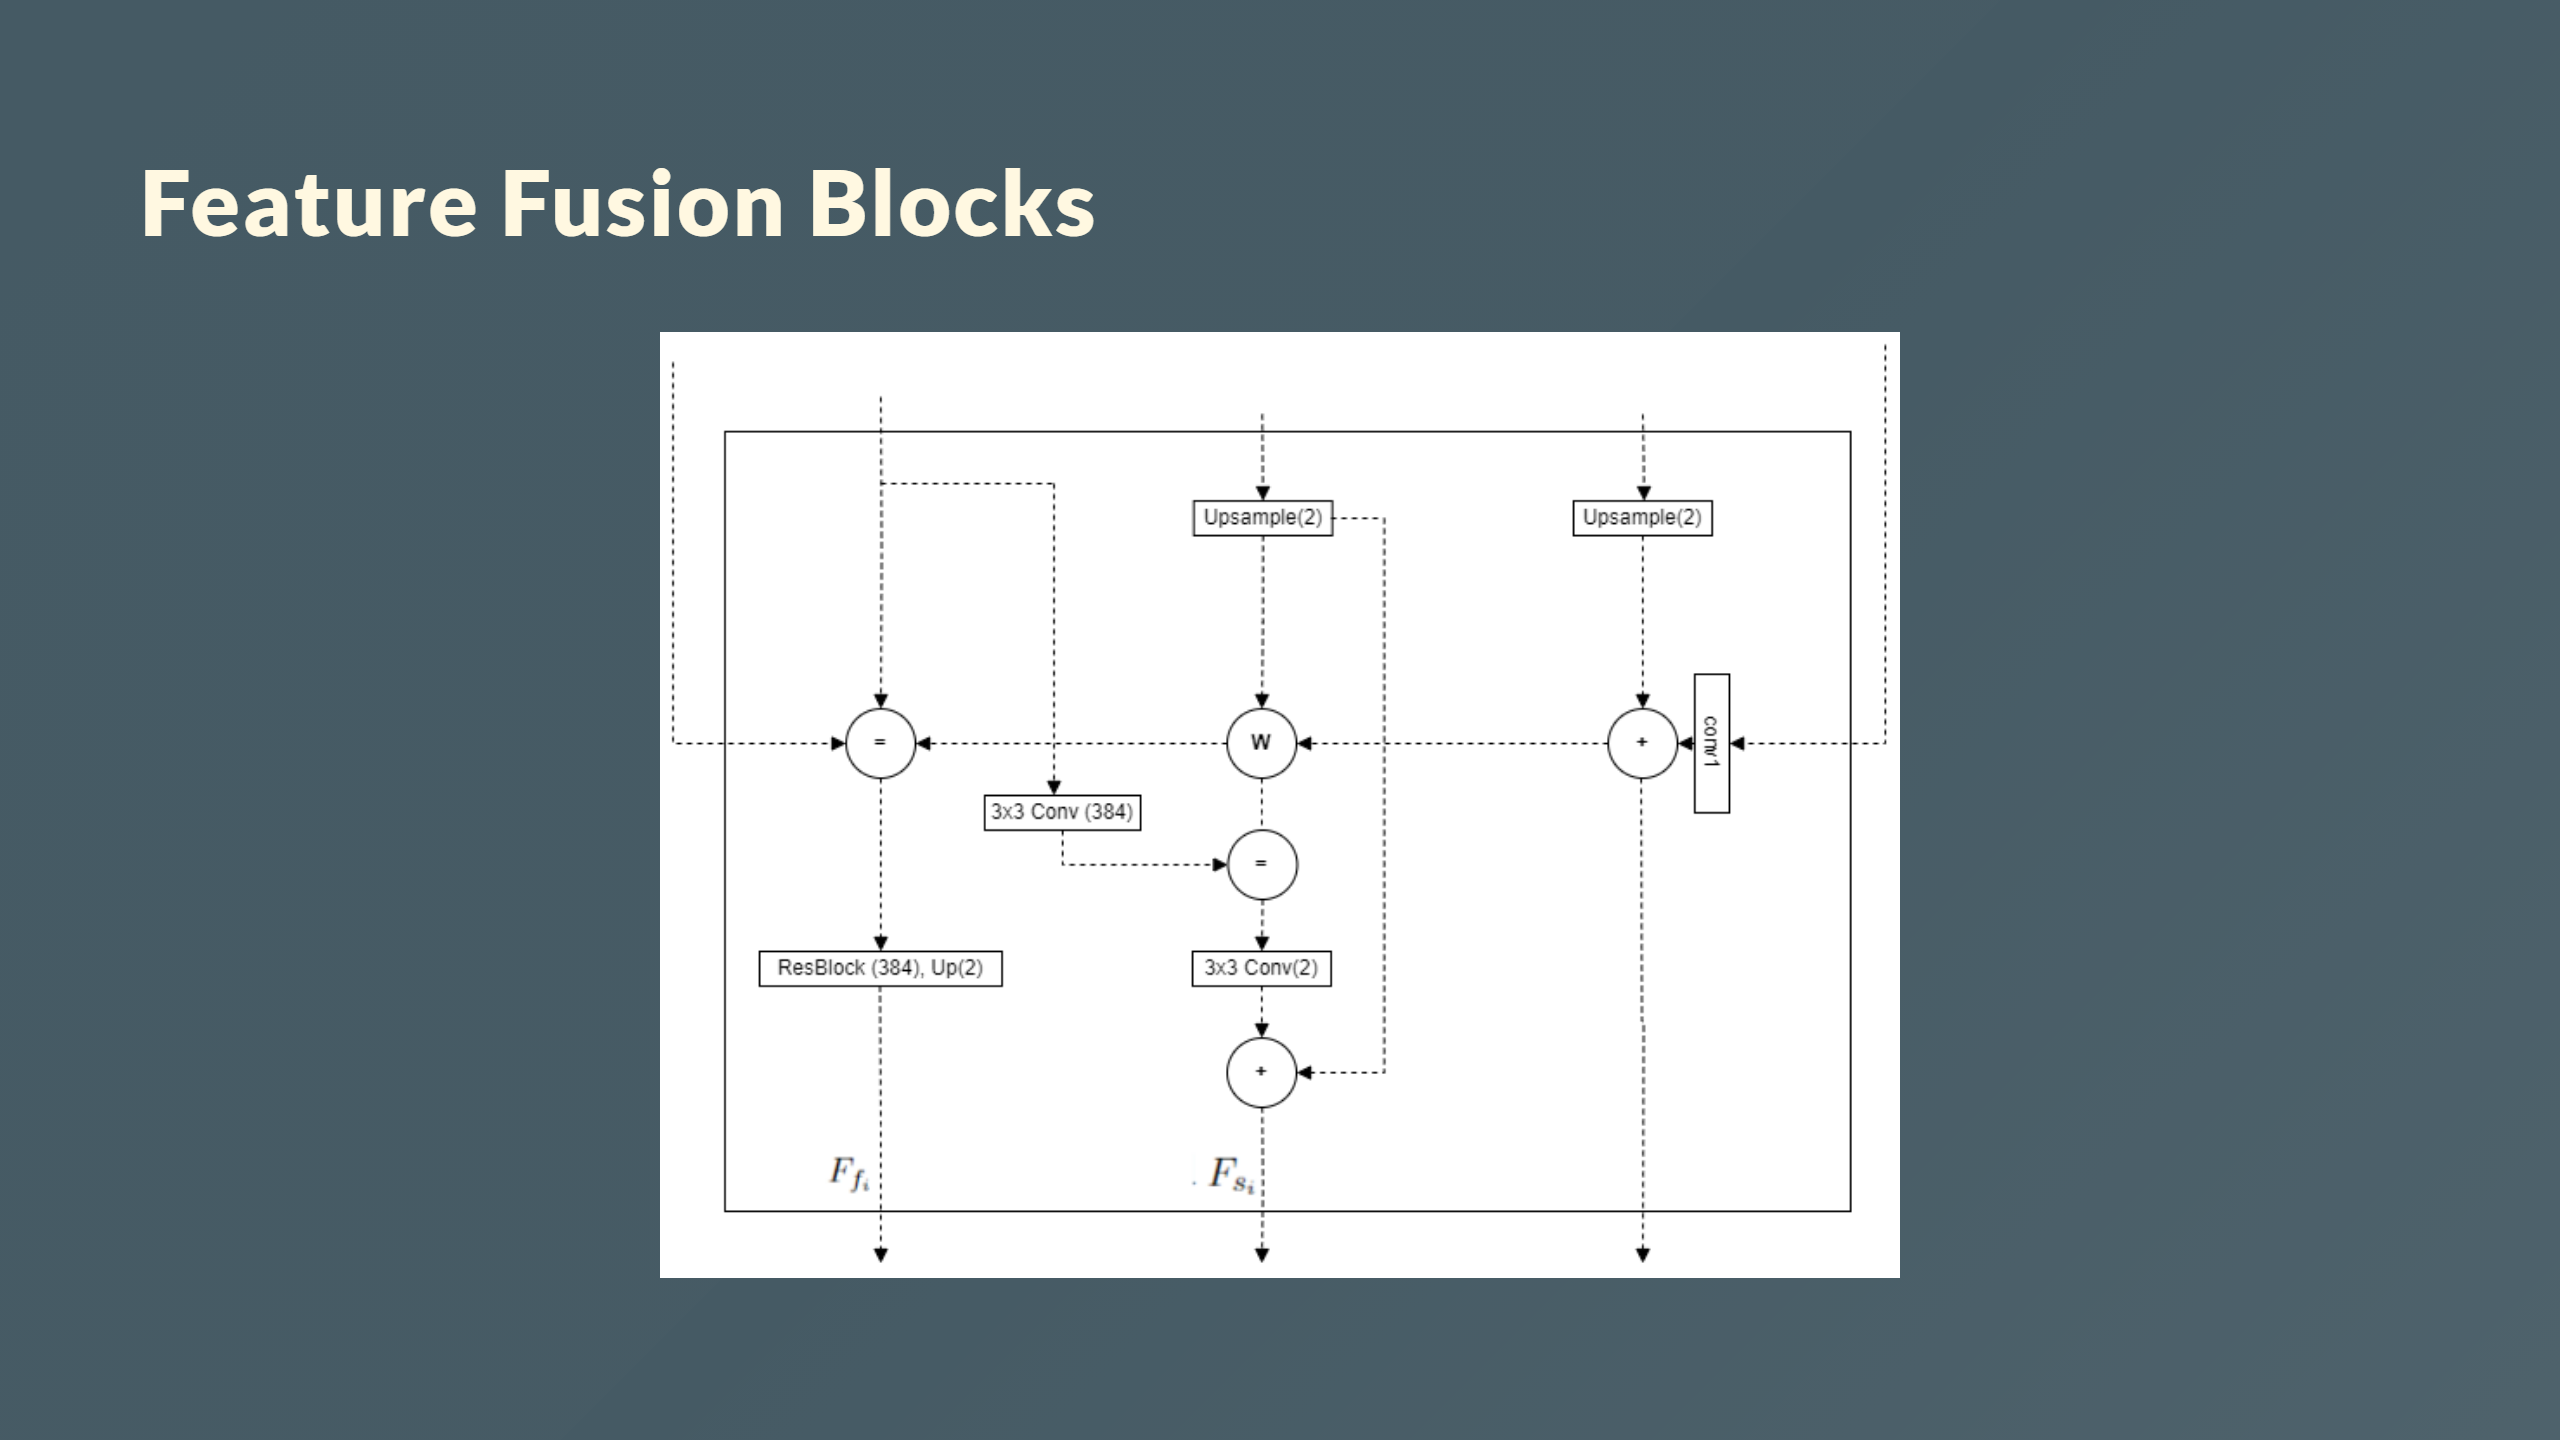 Feature Fusion Blocks
Upsample(2)
Upsample(2)
=
W
+
conv1
3x3 Conv (384)
=
ResBlock (384), Up(2)
3x3 Conv(2)
+
F_{f_i}
. F_{s_i}